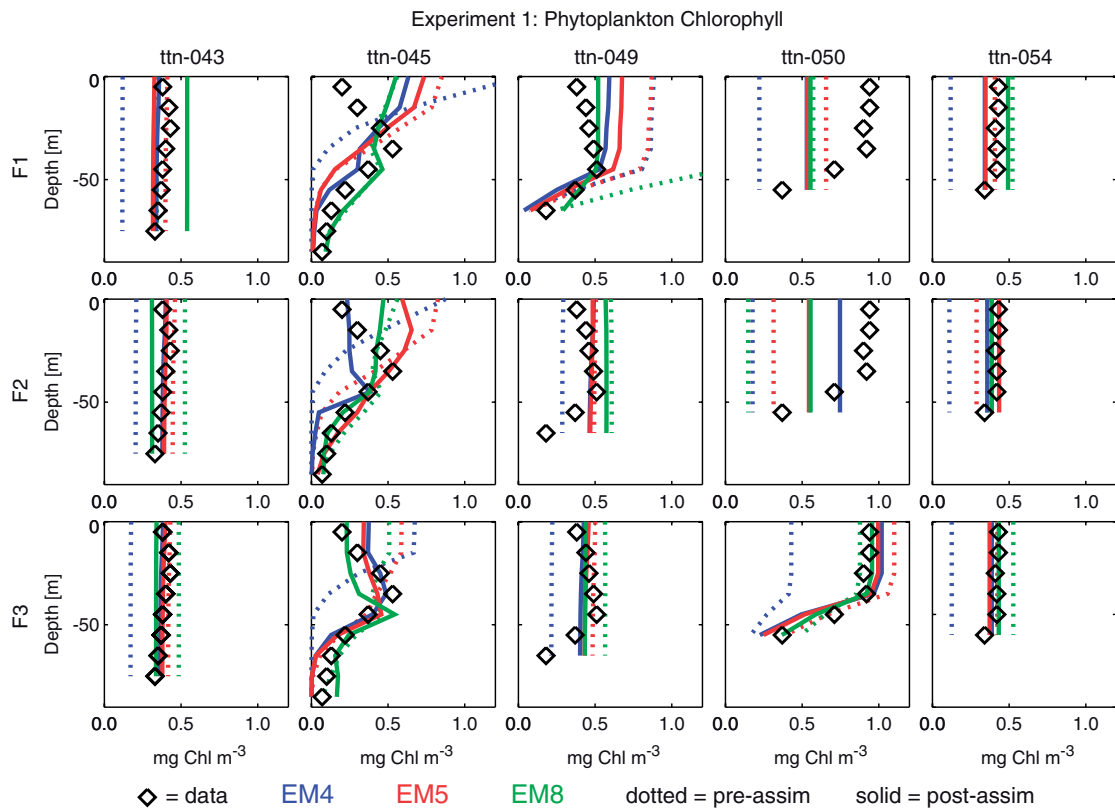 Experiment 1: Phytoplankton Chlorophyll
ttn-043 ttn-045 ttn-049 ttn-050 ttn-054
F1
Depth [m]
0
-50
0.0 0.5 1.0 0.0 0.5 1.0 0.0 0.5 1.0 0.0 0.5 1.0 0.0 0.5 1.0
F2
Depth [m]
0
-50
0.0 0.5 1.0 0.0 0.5 1.0 0.0 0.5 1.0 0.0 0.5 1.0 0.0 0.5 1.0
F3
Depth [m]
0
-50
0.0 0.5 1.0 0.0 0.5 1.0 0.0 0.5 1.0 0.0 0.5 1.0 0.0 0.5 1.0
mg Chl m⁻³ mg Chl m⁻³ mg Chl m⁻³ mg Chl m⁻³ mg Chl m⁻³
= data EM4 EM5 EM8 dotted = pre-assim solid = post-assim